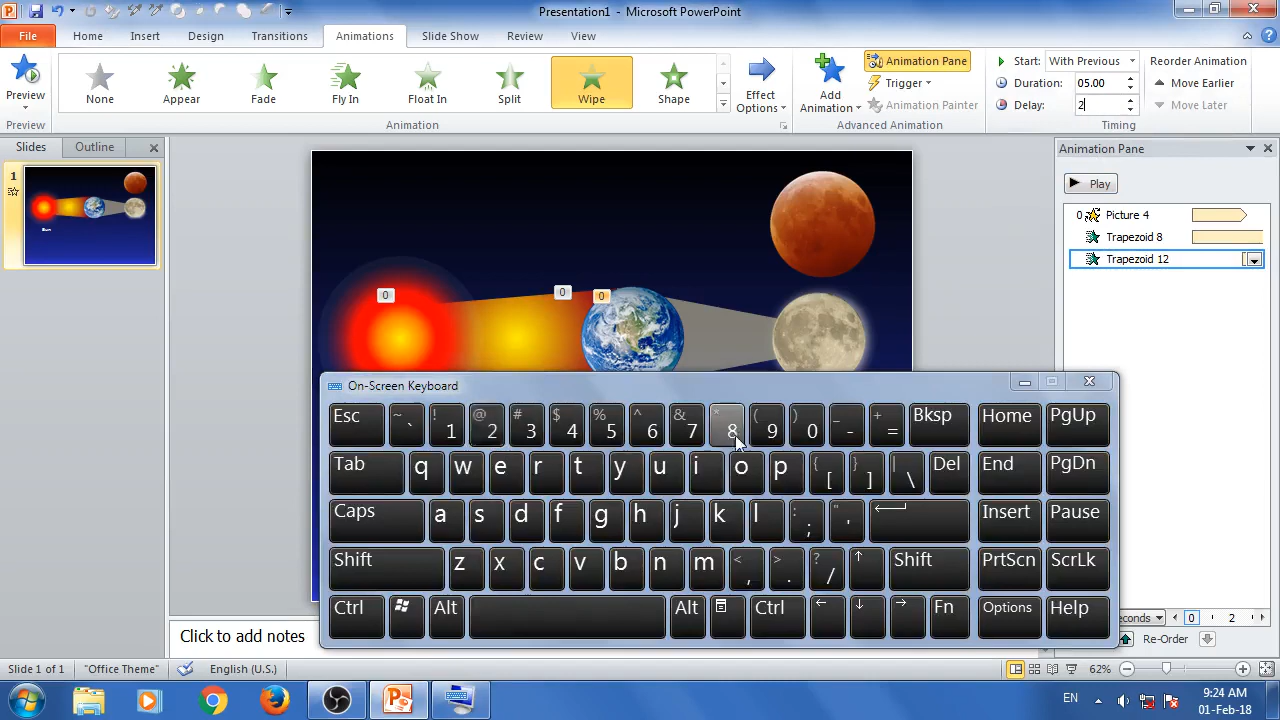 Presentation1 - Microsoft PowerPoint
File Home Insert Design Transitions Animations Slide Show Review View
Preview
None Appear Fade Fly In Float In Split Wipe Shape
Effect Options
Add Animation
Animation Pane
Trigger
Animation Painter
Start: With Previous
Duration: 05.00
Delay: 2
Reorder Animation
Move Earlier
Move Later
Preview Animation Advanced Animation Timing
Slides Outline
1
Sun
0 0 0
Animation Pane
Play
0 Picture 4
Trapezoid 8
Trapezoid 12
On-Screen Keyboard
Esc ~ ` ! 1 @ 2 # 3 $ 4 % 5 ^ 6 & 7 * 8 ( 9 ) 0 _ - + = Bksp Home PgUp
Tab q w e r t y u i o p { [ } ] | \ Del End PgDn
Caps a s d f g h j k l : ; " ' Insert Pause
Shift z x c v b n m < , > . ? / ↑ Shift PrtScn ScrLk
Ctrl Alt Alt Ctrl ← ↓ → Fn Options Help
Click to add notes
econds 0 2
Re-Order
Slide 1 of 1 "Office Theme" English (U.S.) 62%
EN
9:24 AM
01-Feb-18